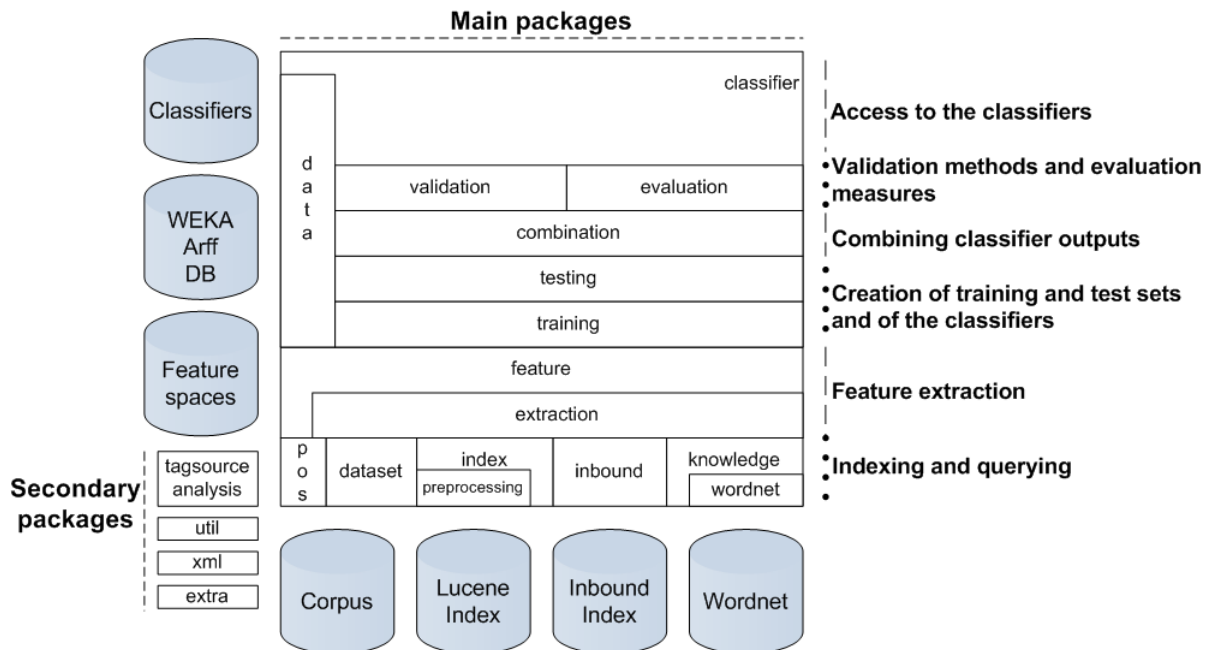 Main packages
Classifiers
WEKA
Arff
DB
Feature
spaces
classifier
d
a
t
a
validation
evaluation
combination
testing
training
feature
extraction
p
o
s
dataset
index
preprocessing
inbound
knowledge
wordnet
Access to the classifiers
Validation methods and evaluation
measures
Combining classifier outputs
Creation of training and test sets
and of the classifiers
Feature extraction
Indexing and querying
Secondary
packages
tagsource
analysis
util
xml
extra
Corpus
Lucene
Index
Inbound
Index
Wordnet